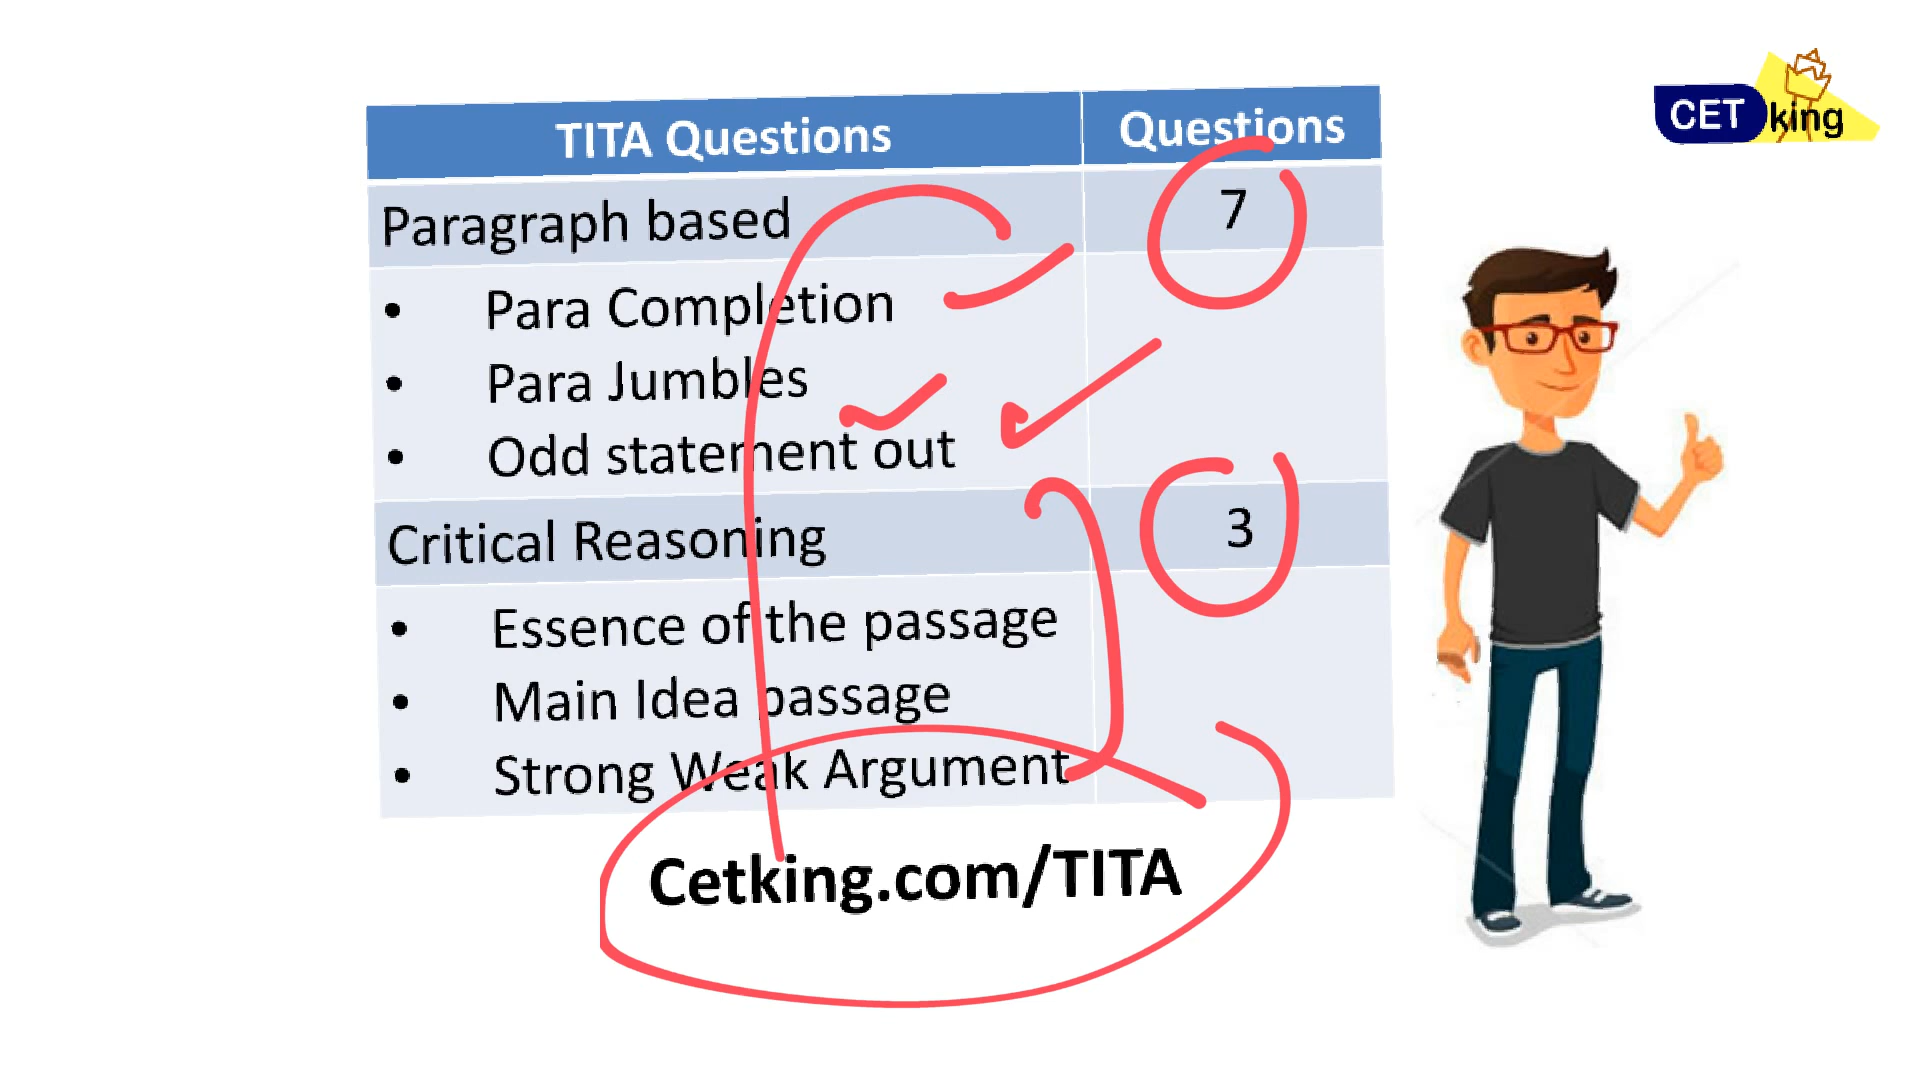 CET king
TITA Questions Questions
Paragraph based 7
• Para Completion
• Para Jumbles
• Odd statement out
Critical Reasoning 3
• Essence of the passage
• Main Idea passage
• Strong Weak Argument
Cetking.com/TITA